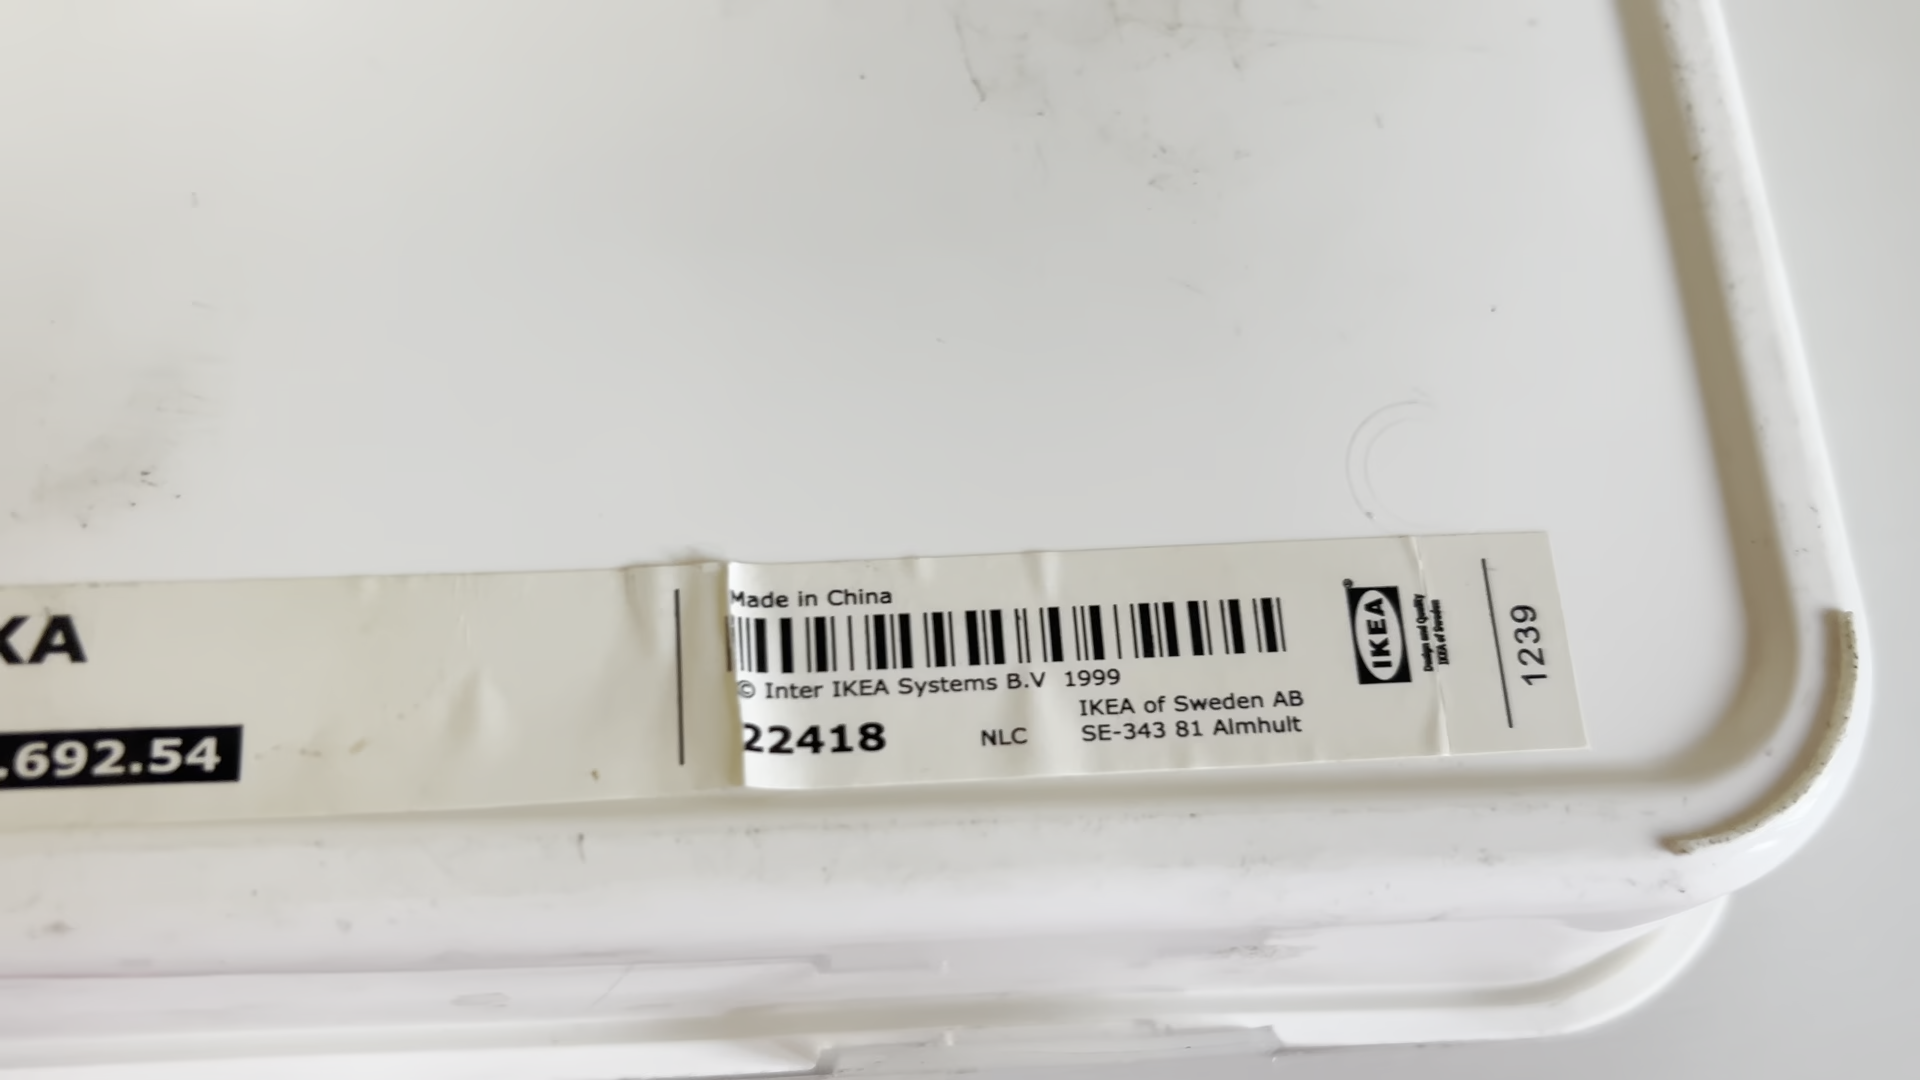 KA
.692.54
Made in China
© Inter IKEA Systems B.V 1999
22418
NLC
IKEA of Sweden AB
SE-343 81 Almhult
IKEA®
Design and Quality
IKEA of Sweden
1239